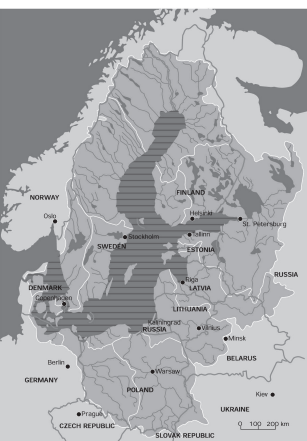 NORWAY
Oslo
FINLAND
Helsinki
St. Petersburg
Stockholm
Tallinn
SWEDEN
ESTONIA
RUSSIA
Riga
LATVIA
DENMARK
Copenhagen
LITHUANIA
Kaliningrad
RUSSIA
Vilnius
Minsk
BELARUS
Berlin
Warsaw
GERMANY
POLAND
Kiev
UKRAINE
Prague
CZECH REPUBLIC
0 100 200 km
SLOVAK REPUBLIC